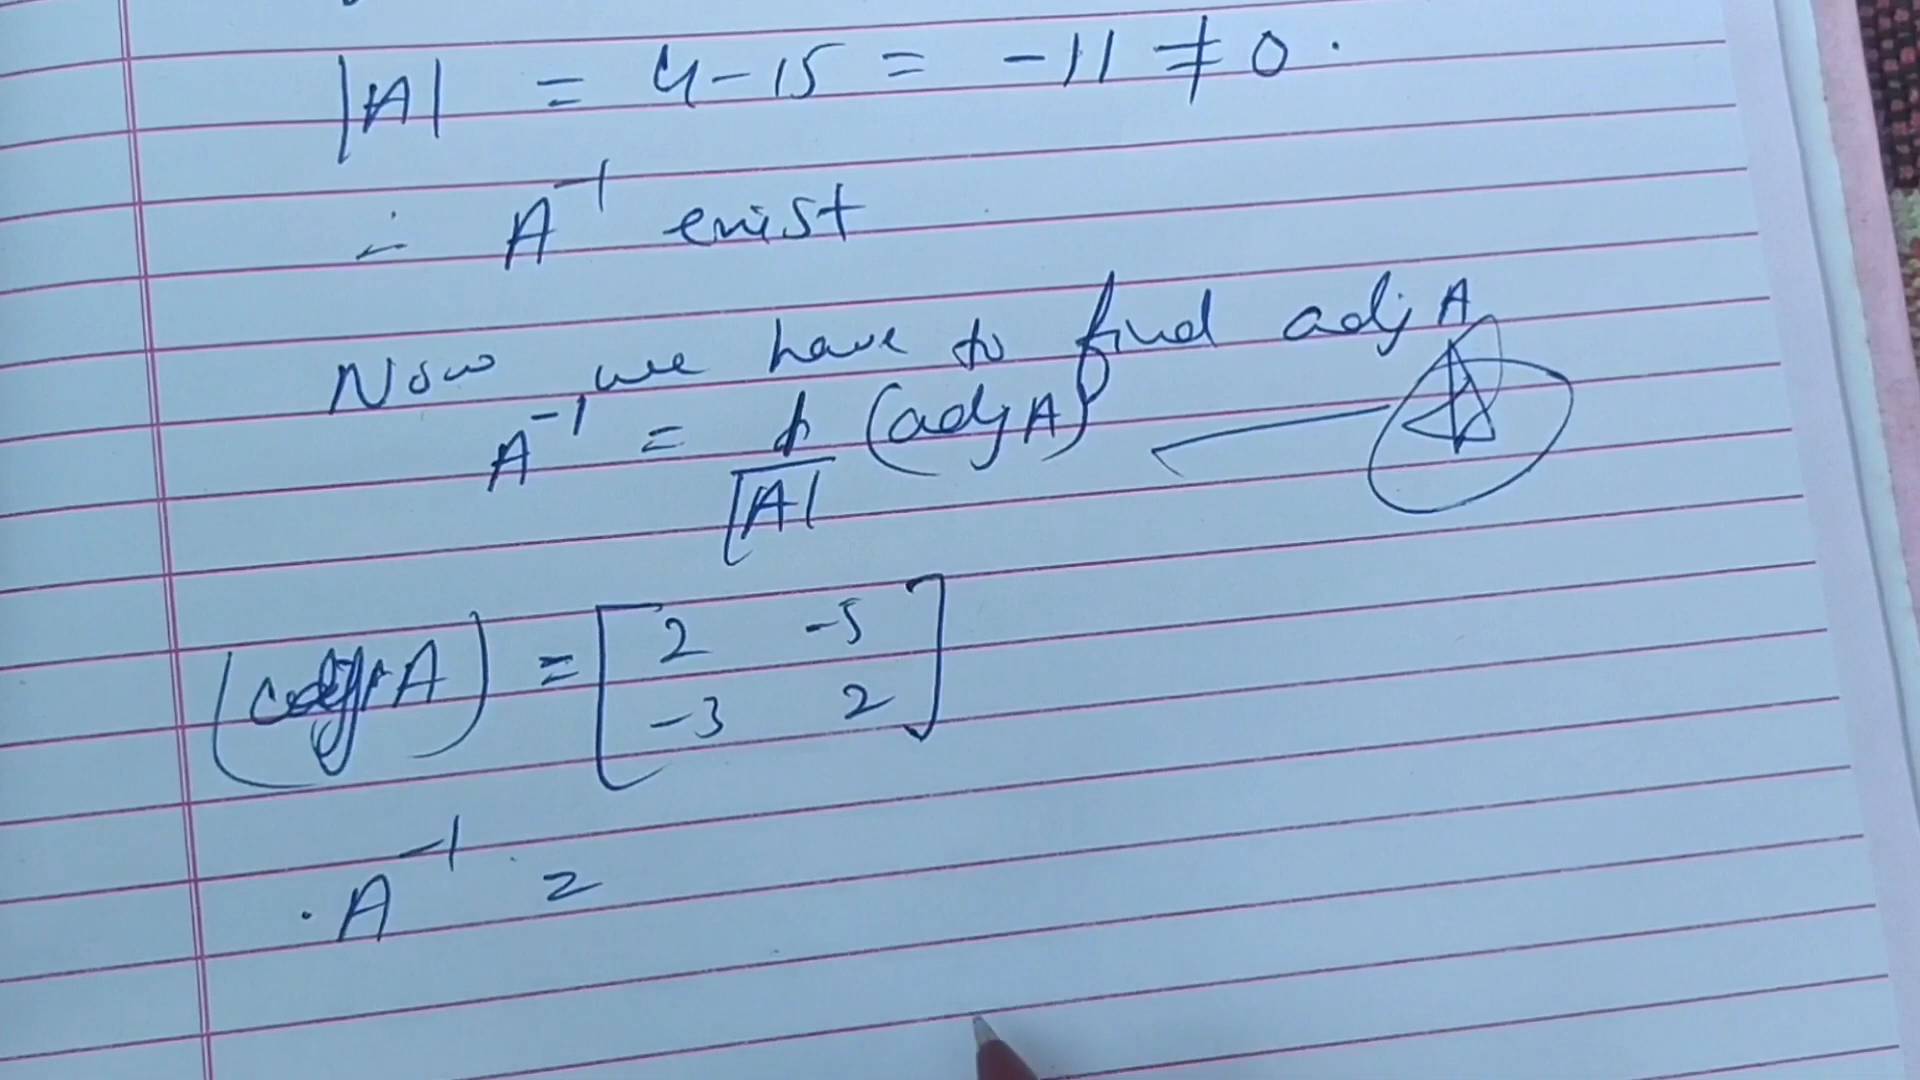 |A| = 4-15 = -11 ≠ 0.
∴ A⁻¹ exist
Now we have to find adj A
A⁻¹ = 1/|A| (adj A)
(adj A) = [2 -5
-3 2]
. A⁻¹ =